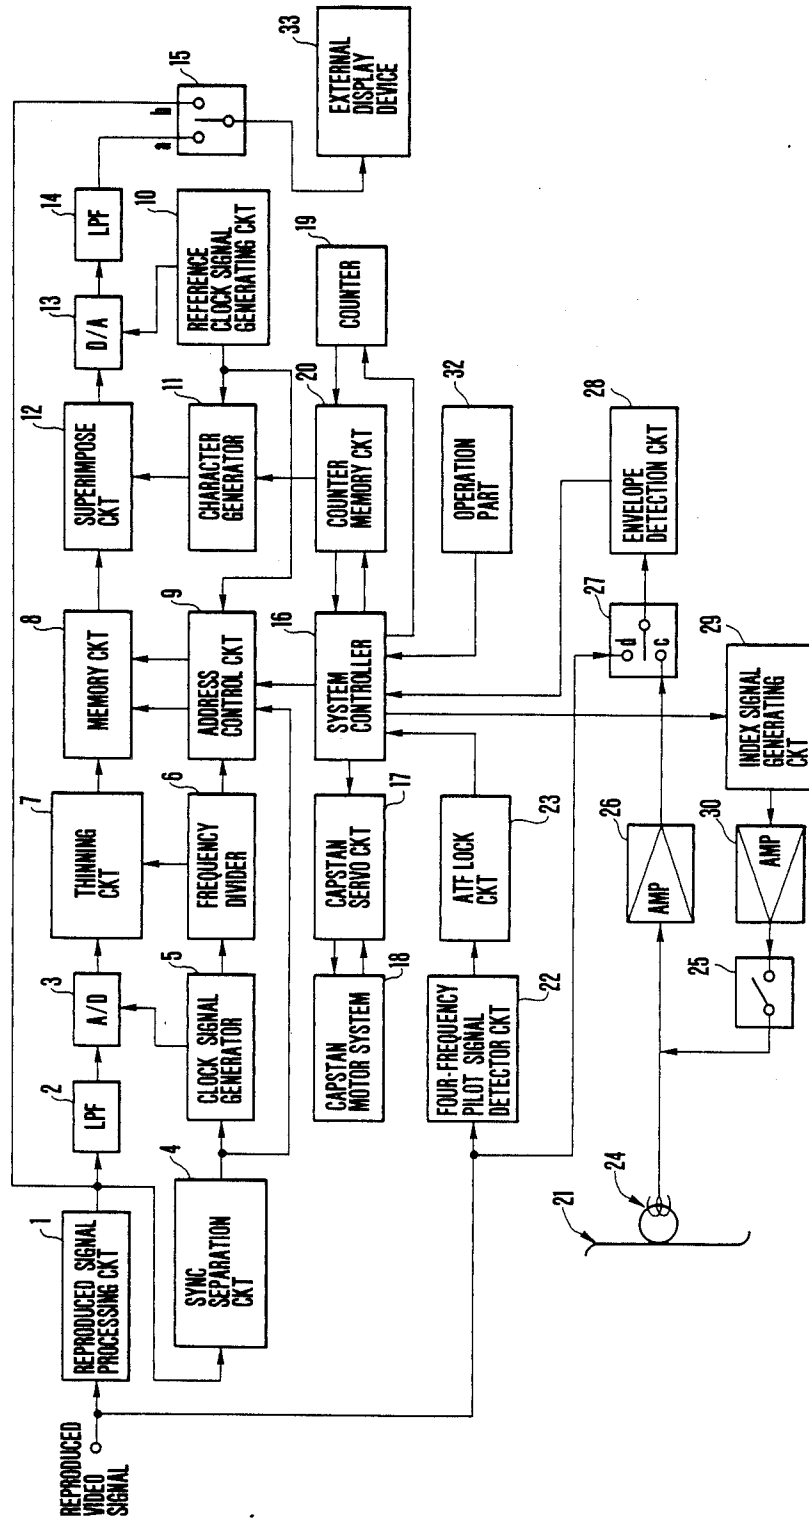 REPRODUCED
VIDEO
SIGNAL
1
REPRODUCED SIGNAL
PROCESSING CKT
2
LPF
3
A/D
7
THINNING
CKT
8
MEMORY CKT
12
SUPERIMPOSE
CKT
13
D/A
14
LPF
a
b
15
4
SYNC
SEPARATION
CKT
5
CLOCK SIGNAL
GENERATOR
6
FREQUENCY
DIVIDER
9
ADDRESS
CONTROL CKT
11
CHARACTER
GENERATOR
10
REFERENCE
CLOCK SIGNAL
GENERATING CKT
33
EXTERNAL
DISPLAY
DEVICE
18
CAPSTAN
MOTOR SYSTEM
17
CAPSTAN
SERVO CKT
16
SYSTEM
CONTROLLER
20
COUNTER
MEMORY CKT
19
COUNTER
22
FOUR-FREQUENCY
PILOT SIGNAL
DETECTOR CKT
23
ATF LOCK
CKT
32
OPERATION
PART
21
24
26
AMP
27
d
c
28
ENVELOPE
DETECTION CKT
25
30
AMP
29
INDEX SIGNAL
GENERATING
CKT